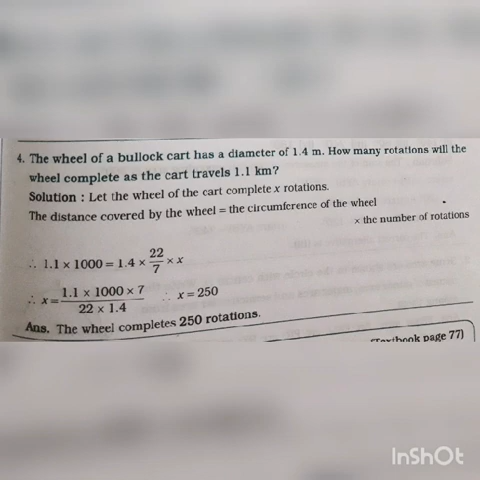 4. The wheel of a bullock cart has a diameter of 1.4 m. How many rotations will the
wheel complete as the cart travels 1.1 km?
Solution : Let the wheel of the cart complete x rotations.
The distance covered by the wheel = the circumference of the wheel
× the number of rotations
∴ 1.1 × 1000 = 1.4 × 22/7 × x
∴ x = (1.1 × 1000 × 7)/(22 × 1.4) ∴ x = 250
Ans. The wheel completes 250 rotations.
(Textbook page 77)
InShOt